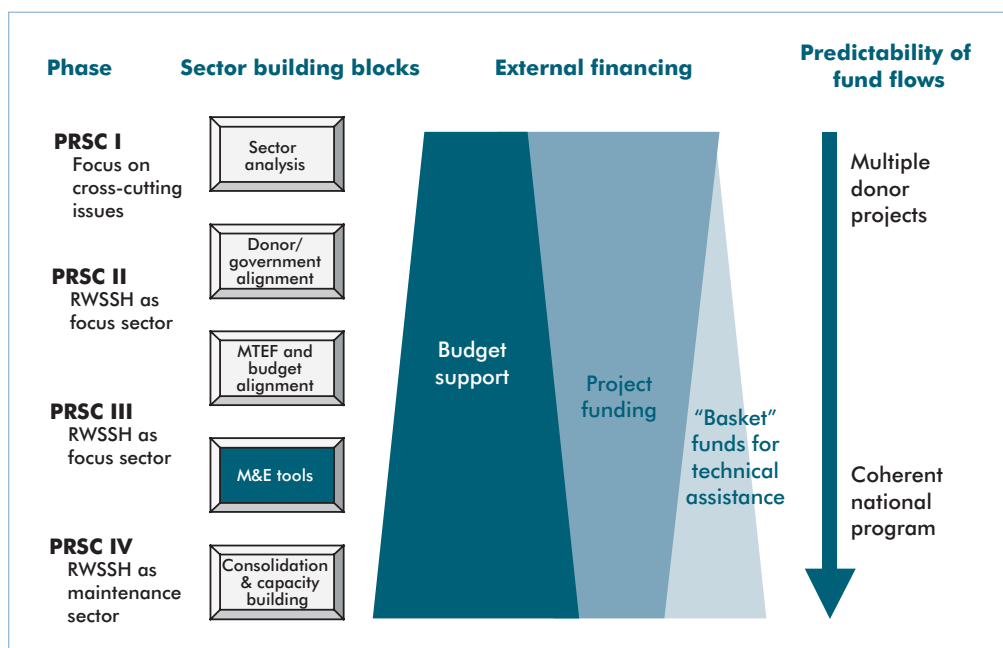 Phase
Sector building blocks
External financing
Predictability of
fund flows
PRSC I
Focus on
cross-cutting
issues
PRSC II
RWSSH as
focus sector
PRSC III
RWSSH as
focus sector
PRSC IV
RWSSH as
maintenance
sector
Sector
analysis
Donor/
government
alignment
MTEF and
budget
alignment
M&E tools
Consolidation
& capacity
building
Budget
support
Project
funding
“Basket”
funds for
technical
assistance
Multiple
donor
projects
Coherent
national
program